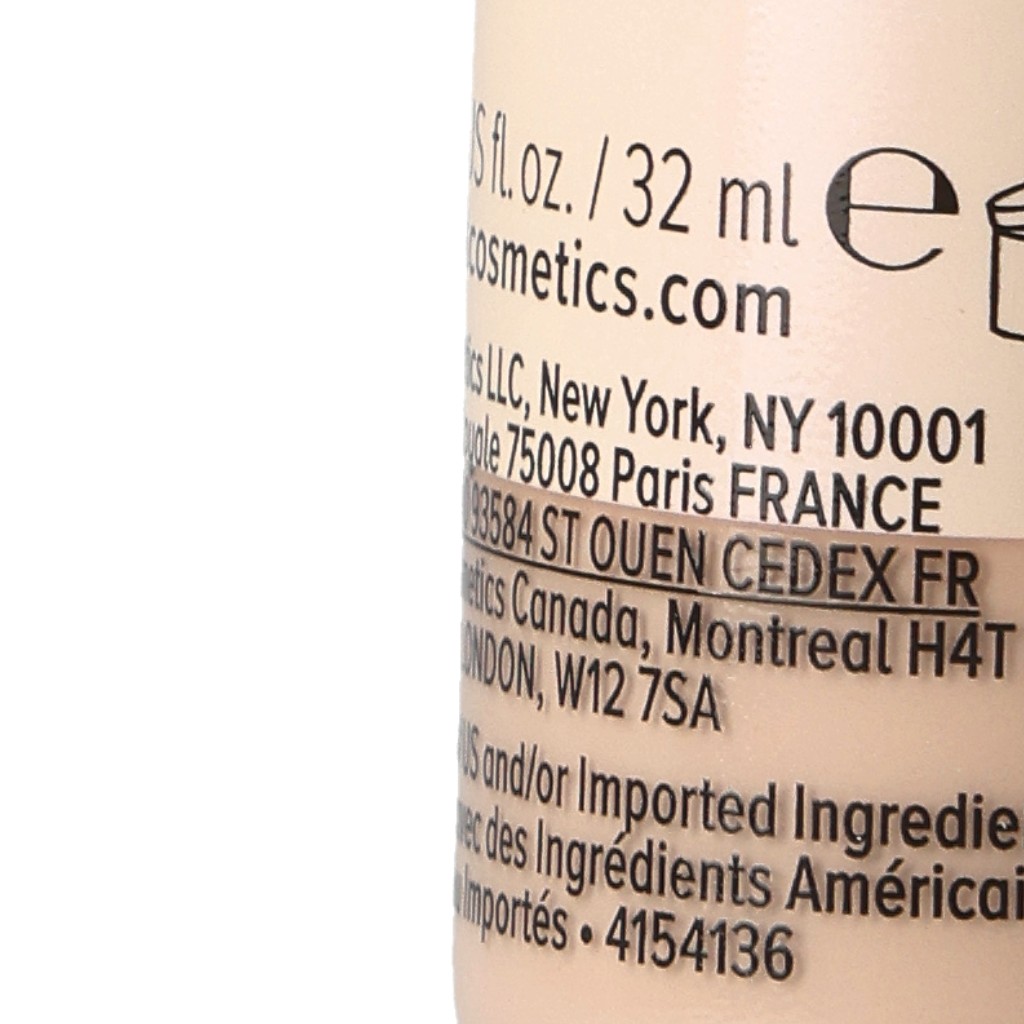 fl. oz. / 32 ml e
cosmetics.com
LLC, New York, NY 10001
75008 Paris FRANCE
93584 ST OUEN CEDEX FR
Canada, Montreal H4T
W12 7SA
US and/or Imported Ingredie
des Ingrédients Américai
Importés • 4154136